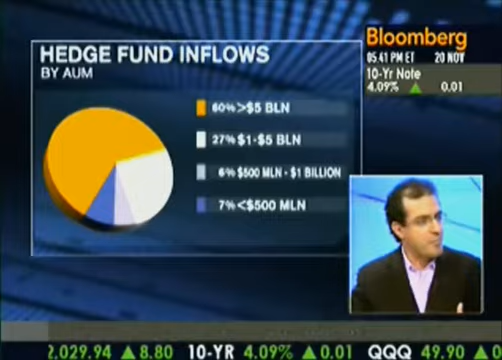 HEDGE FUND INFLOWS
BY AUM
60%>$5 BLN
27% $1-$5 BLN
6% $500 MLN - $1 BILLION
7% <$500 MLN
Bloomberg
05.41 PM ET 20 NOV
10-Yr Note
4.09% ▲ 0.01
2,029.94 ▲ 8.80 10-YR 4.09% ▲ 0.01 QQQ 49.90 ▲